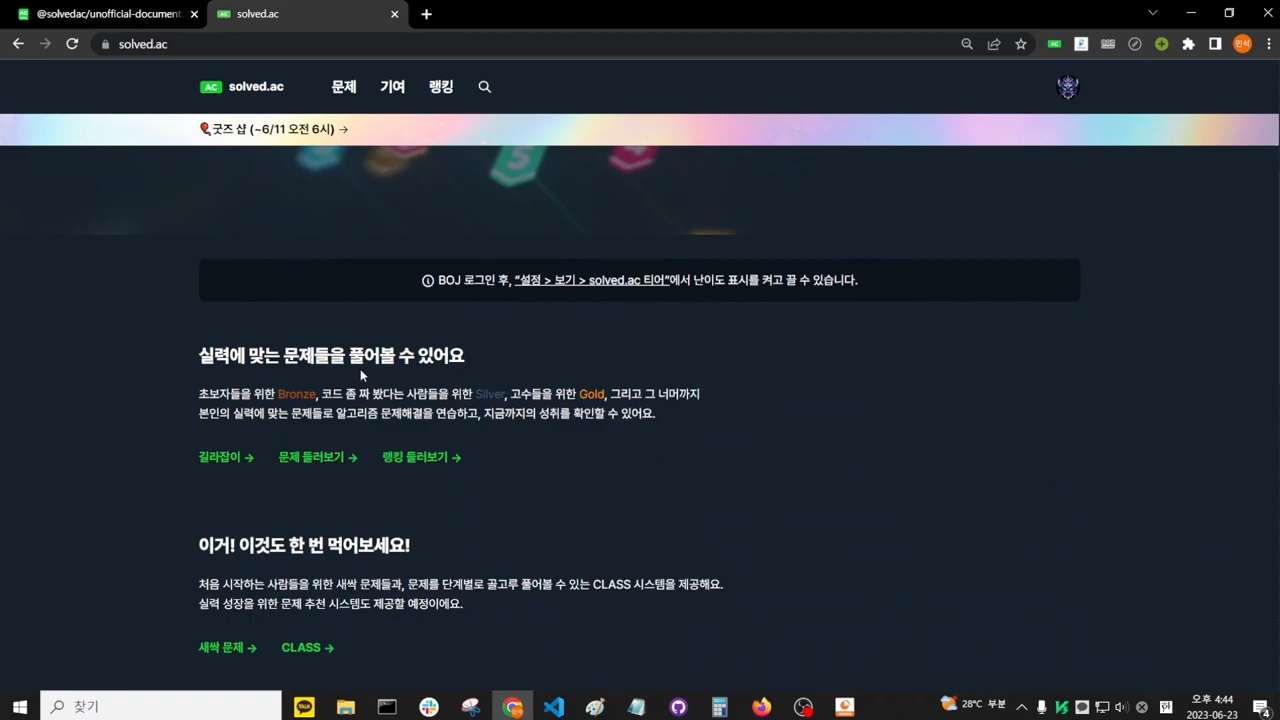 @solvedac/unofficial-document
solved.ac
solved.ac
민석
AC solved.ac 문제 기여 랭킹
굿즈 샵 (~6/11 오전 6시) →
5
BOJ 로그인 후, "설정 > 보기 > solved.ac 티어"에서 난이도 표시를 켜고 끌 수 있습니다.
실력에 맞는 문제들을 풀어볼 수 있어요
초보자들을 위한 Bronze, 코드 좀 짜 봤다는 사람들을 위한 Silver, 고수들을 위한 Gold, 그리고 그 너머까지
본인의 실력에 맞는 문제들로 알고리즘 문제해결을 연습하고, 지금까지의 성취를 확인할 수 있어요.
길라잡이 → 문제 둘러보기 → 랭킹 둘러보기 →
이거! 이것도 한 번 먹어보세요!
처음 시작하는 사람들을 위한 새싹 문제들과, 문제를 단계별로 골고루 풀어볼 수 있는 CLASS 시스템을 제공해요.
실력 성장을 위한 문제 추천 시스템도 제공할 예정이에요.
새싹 문제 → CLASS →
찾기
TALK
28°C 부분
한
오후 4:44
2023-06-23